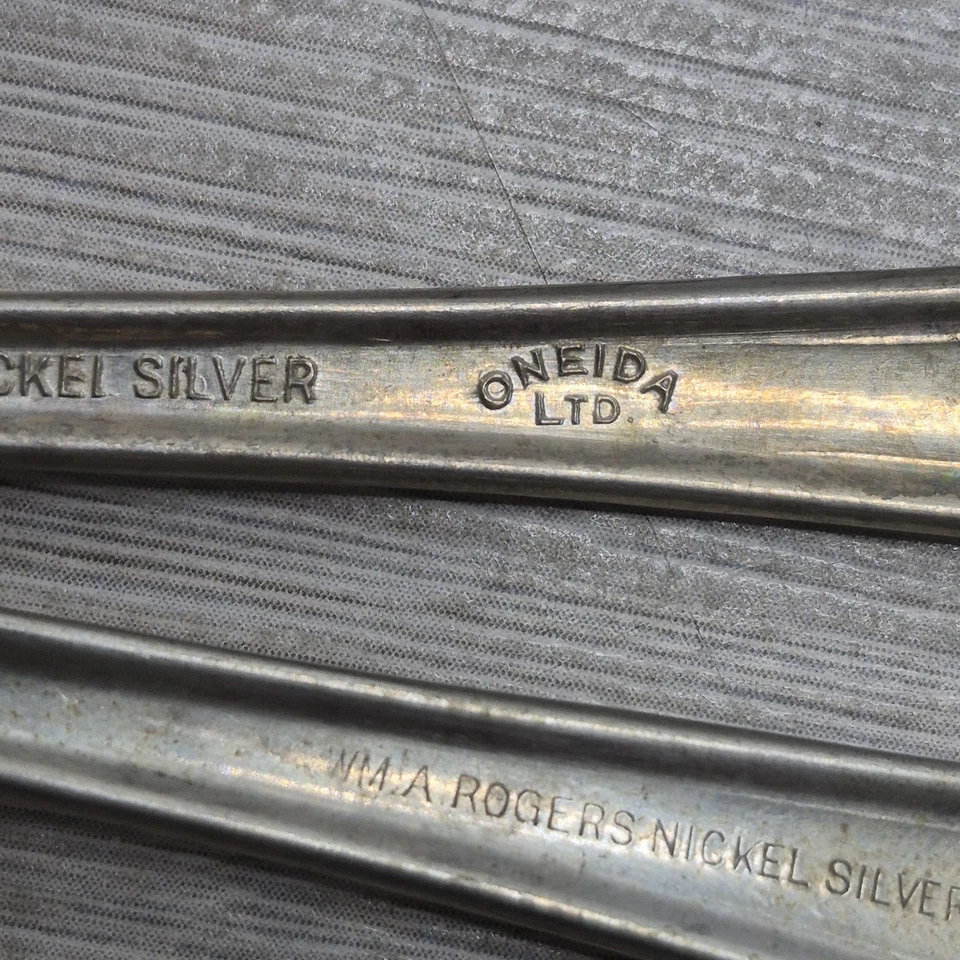 CKEL SILVER
ONEIDA
LTD.
WM.A.ROGERS NICKEL SILVER